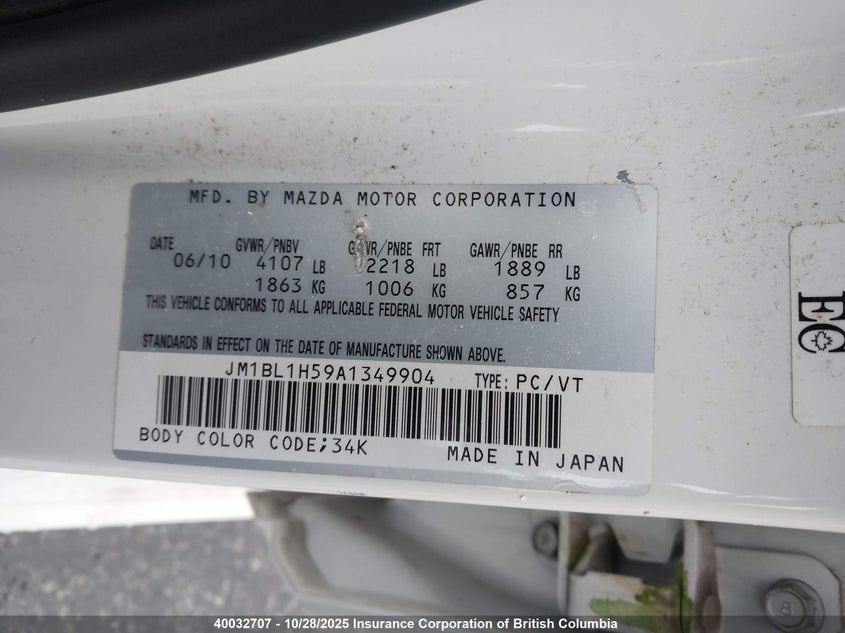 MFD. BY MAZDA MOTOR CORPORATION
DATE GVWR/PNBV GAWR/PNBE FRT GAWR/PNBE RR
06/10 4107 LB 2218 LB 1889 LB
1863 KG 1006 KG 857 KG
THIS VEHICLE CONFORMS TO ALL APPLICABLE FEDERAL MOTOR VEHICLE SAFETY
STANDARDS IN EFFECT ON THE DATE OF MANUFACTURE SHOWN ABOVE.
JM1BL1H59A1349904 TYPE: PC/VT
BODY COLOR CODE;34K MADE IN JAPAN
EC
8
40032707 - 10/28/2025 Insurance Corporation of British Columbia